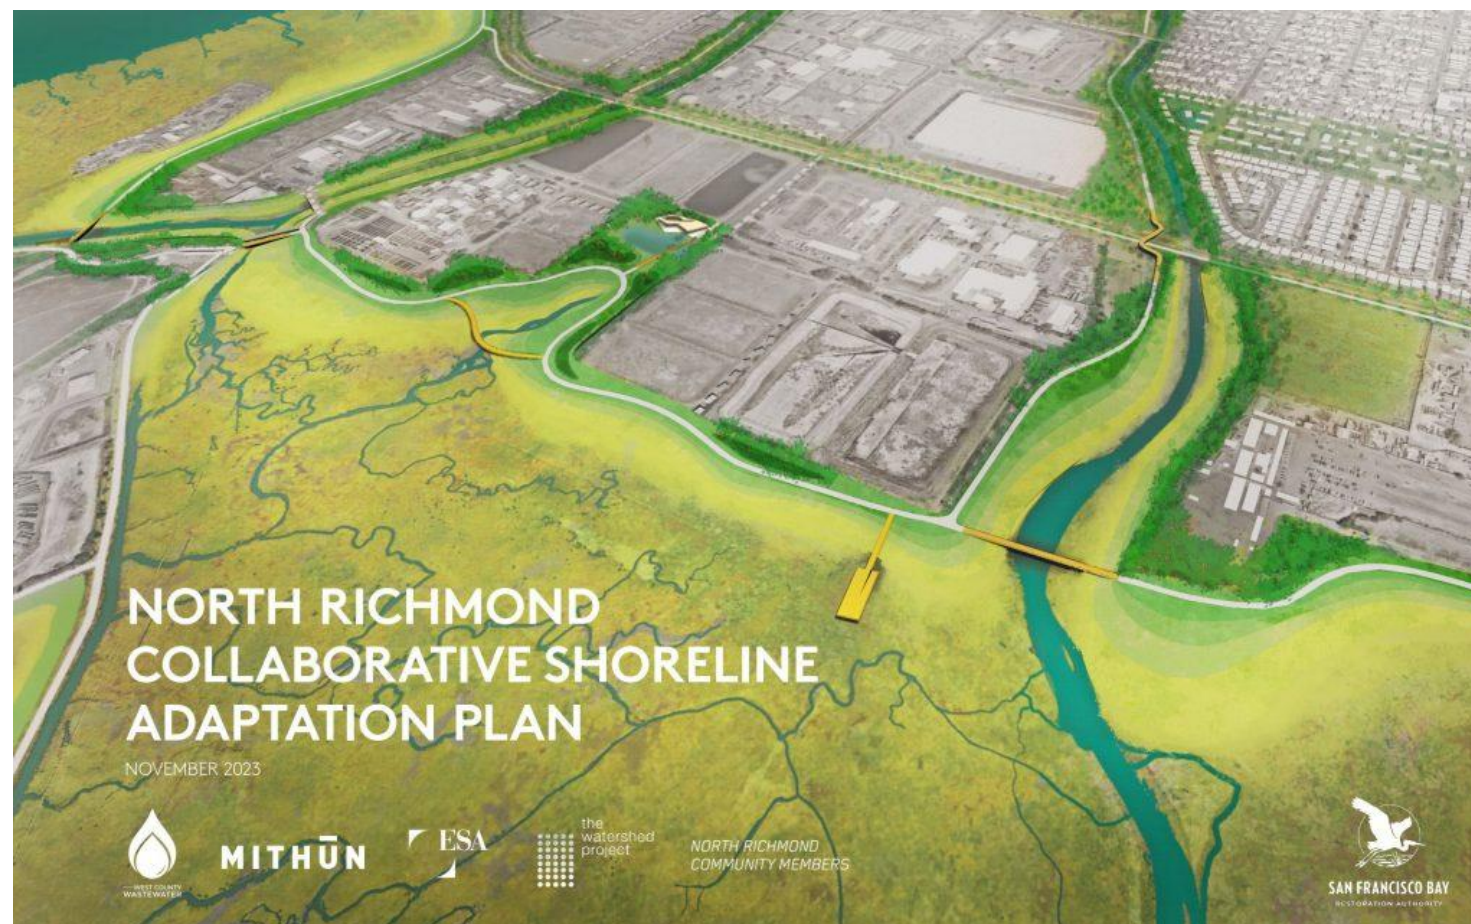 NORTH RICHMOND
COLLABORATIVE SHORELINE
ADAPTATION PLAN
NOVEMBER 2023
WEST COUNTY
WASTEWATER
MITHŪN
ESA
the
watershed
project
NORTH RICHMOND
COMMUNITY MEMBERS
SAN FRANCISCO BAY
RESTORATION AUTHORITY